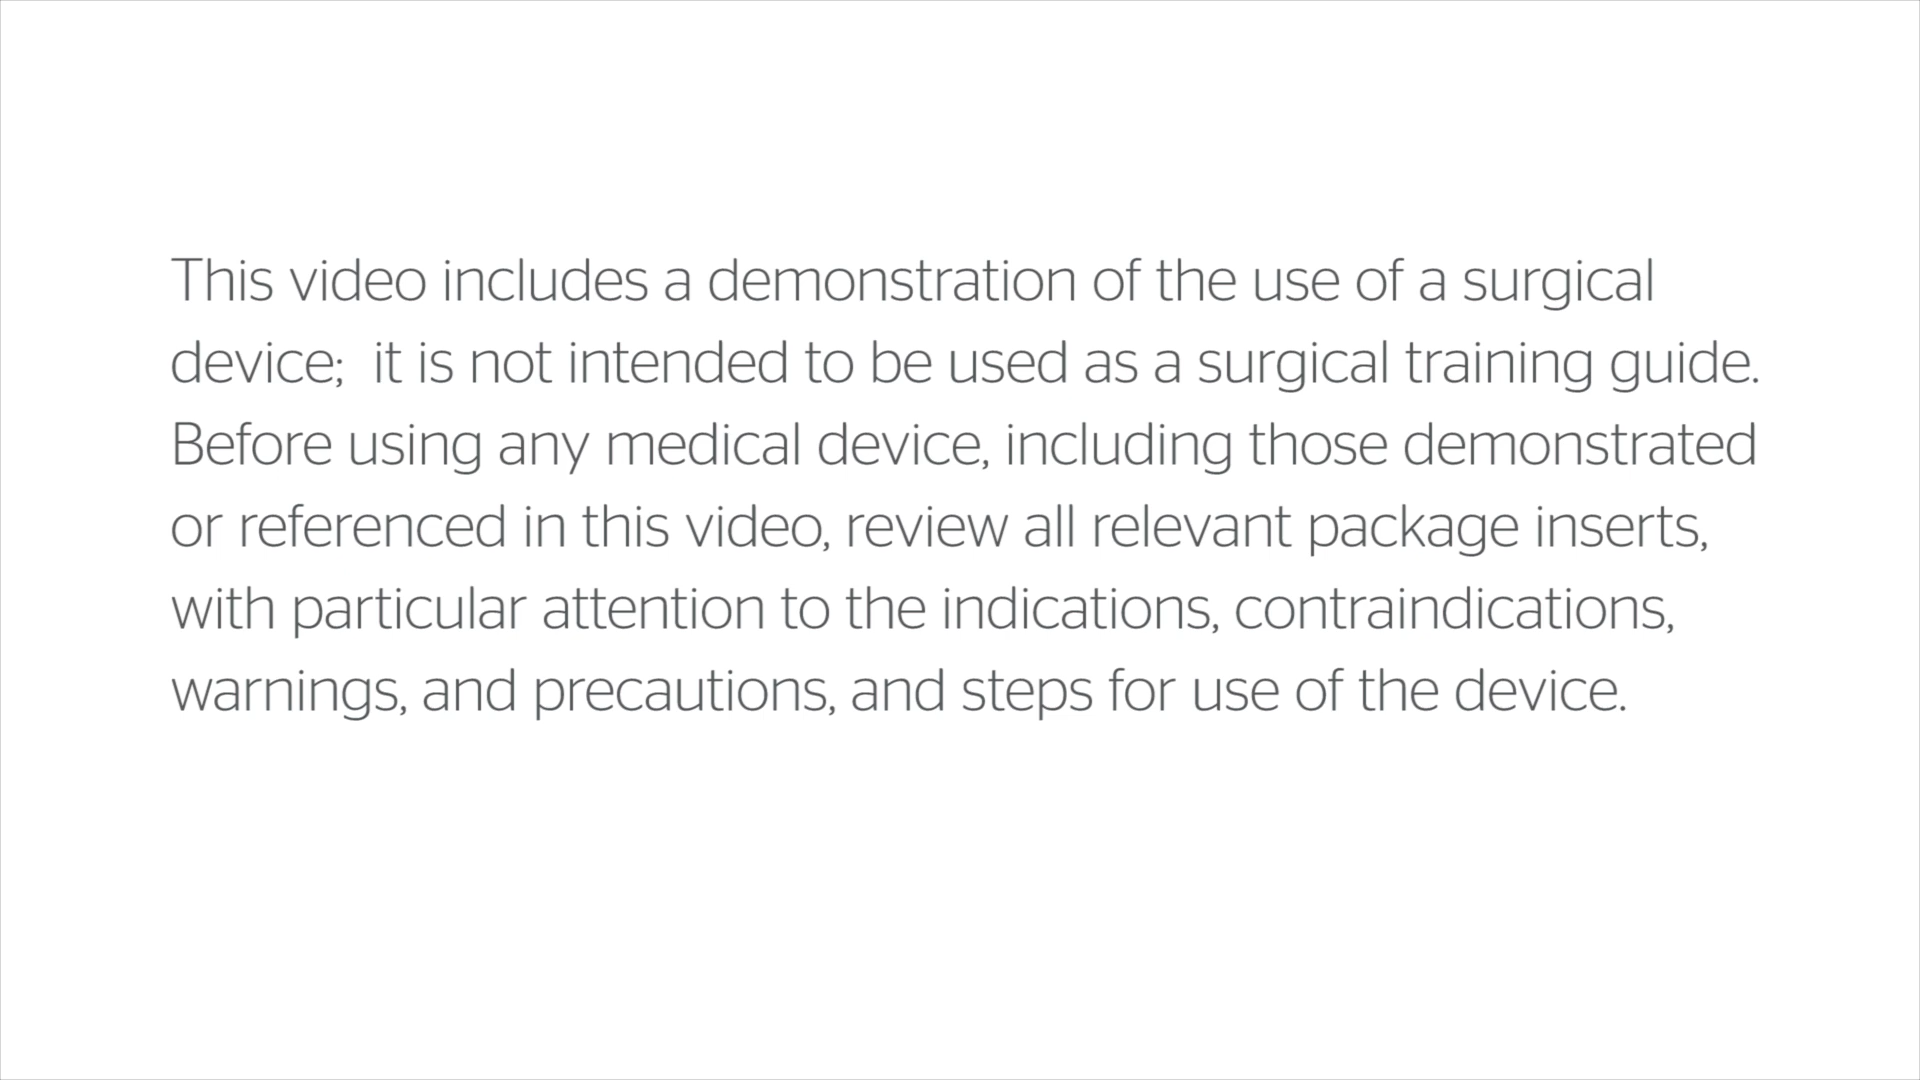 This video includes a demonstration of the use of a surgical
device;  it is not intended to be used as a surgical training guide.
Before using any medical device, including those demonstrated
or referenced in this video, review all relevant package inserts,
with particular attention to the indications, contraindications,
warnings, and precautions, and steps for use of the device.